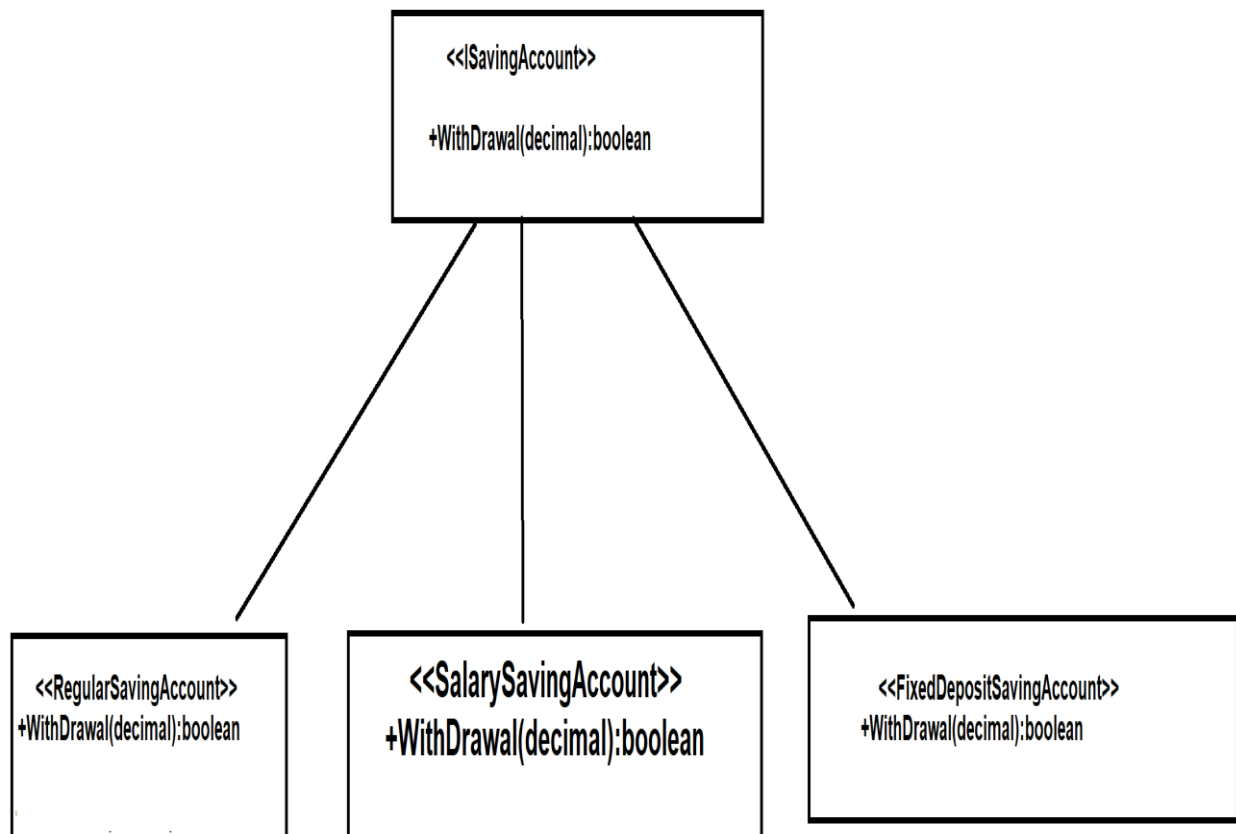 <<ISavingAccount>>
+WithDrawal(decimal):boolean
<<RegularSavingAccount>>
+WithDrawal(decimal):boolean
<<SalarySavingAccount>>
+WithDrawal(decimal):boolean
<<FixedDepositSavingAccount>>
+WithDrawal(decimal):boolean